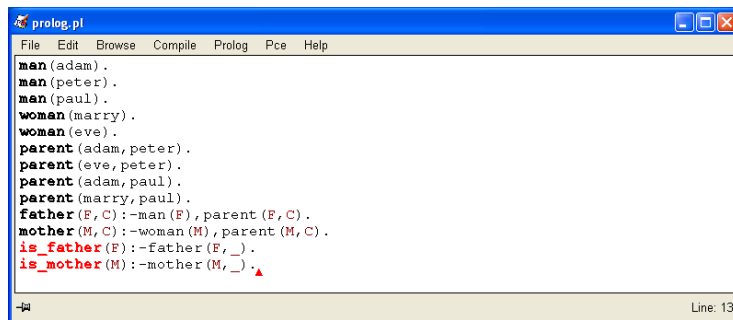 prolog.pl
File Edit Browse Compile Prolog Pce Help
man(adam).
man(peter).
man(paul).
woman(marry).
woman(eve).
parent(adam,peter).
parent(eve,peter).
parent(adam,paul).
parent(marry,paul).
father(F,C):-man(F),parent(F,C).
mother(M,C):-woman(M),parent(M,C).
is_father(F):-father(F,_).
is_mother(M):-mother(M,_).
Line: 13